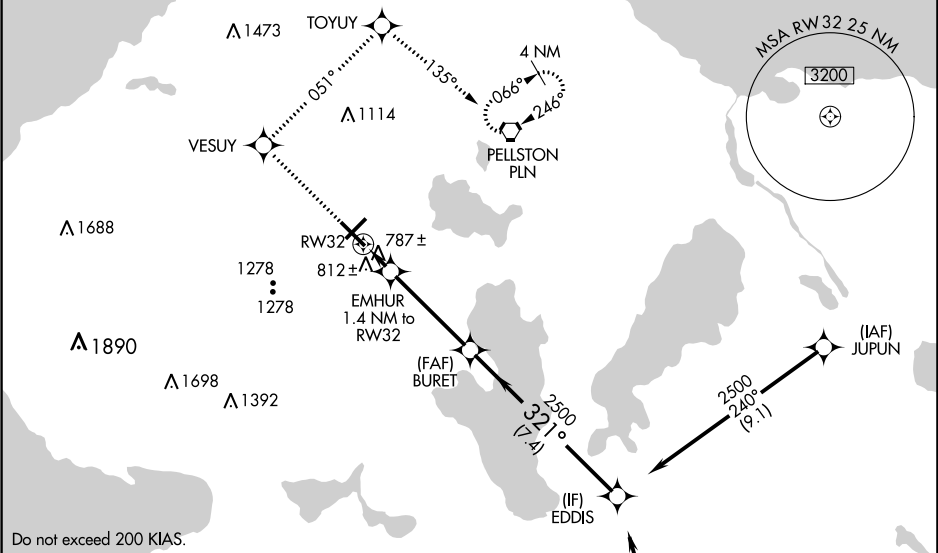 1473
TOYUY
4 NM
MSA RW32 25 NM
3200
051°
135°
066°
246°
1114
VESUY
PELLSTON
PLN
1688
RW32
787±
812±
1278
1278
EMHUR
1.4 NM to
RW32
1890
(FAF)
BURET
(IAF)
JUPUN
1698
1392
2500
321°
(7.4)
2500
240°
(9.1)
(IF)
EDDIS
Do not exceed 200 KIAS.